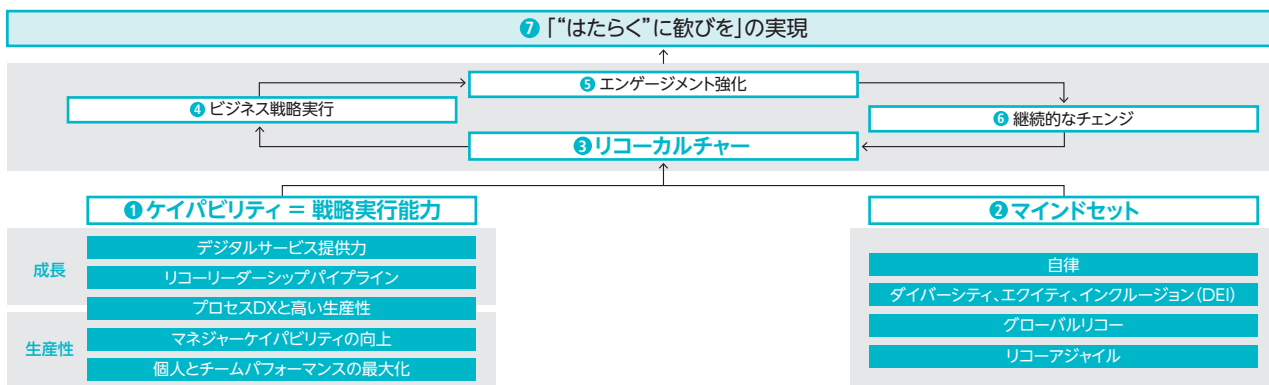 ❼ 「“はたらく”に歓びを」の実現
❺ エンゲージメント強化
❹ ビジネス戦略実行
❻ 継続的なチェンジ
❸リコーカルチャー
❶ケイパビリティ = 戦略実行能力
成長
デジタルサービス提供力
リコーリーダーシップパイプライン
プロセスDXと高い生産性
生産性
マネジャーケイパビリティの向上
個人とチームパフォーマンスの最大化
❷マインドセット
自律
ダイバーシティ、エクイティ、インクルージョン(DEI)
グローバルリコー
リコーアジャイル